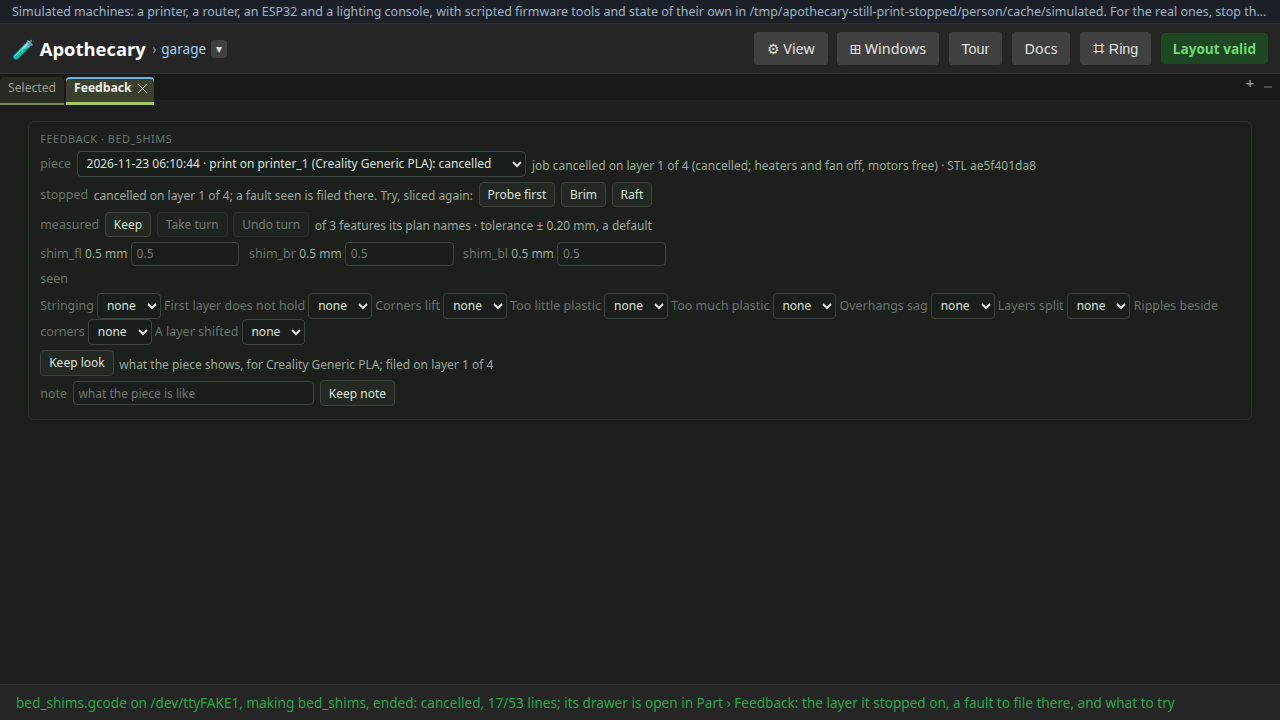 Simulated machines: a printer, a router, an ESP32 and a lighting console, with scripted firmware tools and state of their own in /tmp/apothecary-still-print-stopped/person/cache/simulated. For the real ones, stop th…
Apothecary › garage ▾ View Windows Tour Docs Ring Layout valid
Selected Feedback
FEEDBACK · BED_SHIMS
piece 2026-11-23 06:10:44 · print on printer_1 (Creality Generic PLA): cancelled job cancelled on layer 1 of 4 (cancelled; heaters and fan off, motors free) · STL ae5f401da8
stopped cancelled on layer 1 of 4; a fault seen is filed there. Try, sliced again: Probe first Brim Raft
measured Keep Take turn Undo turn of 3 features its plan names · tolerance ± 0.20 mm, a default
shim_fl 0.5 mm 0.5 shim_br 0.5 mm 0.5 shim_bl 0.5 mm 0.5
seen
Stringing none First layer does not hold none Corners lift none Too little plastic none Too much plastic none Overhangs sag none Layers split none Ripples beside
corners none A layer shifted none
Keep look what the piece shows, for Creality Generic PLA; filed on layer 1 of 4
note what the piece is like Keep note
bed_shims.gcode on /dev/ttyFAKE1, making bed_shims, ended: cancelled, 17/53 lines; its drawer is open in Part › Feedback: the layer it stopped on, a fault to file there, and what to try